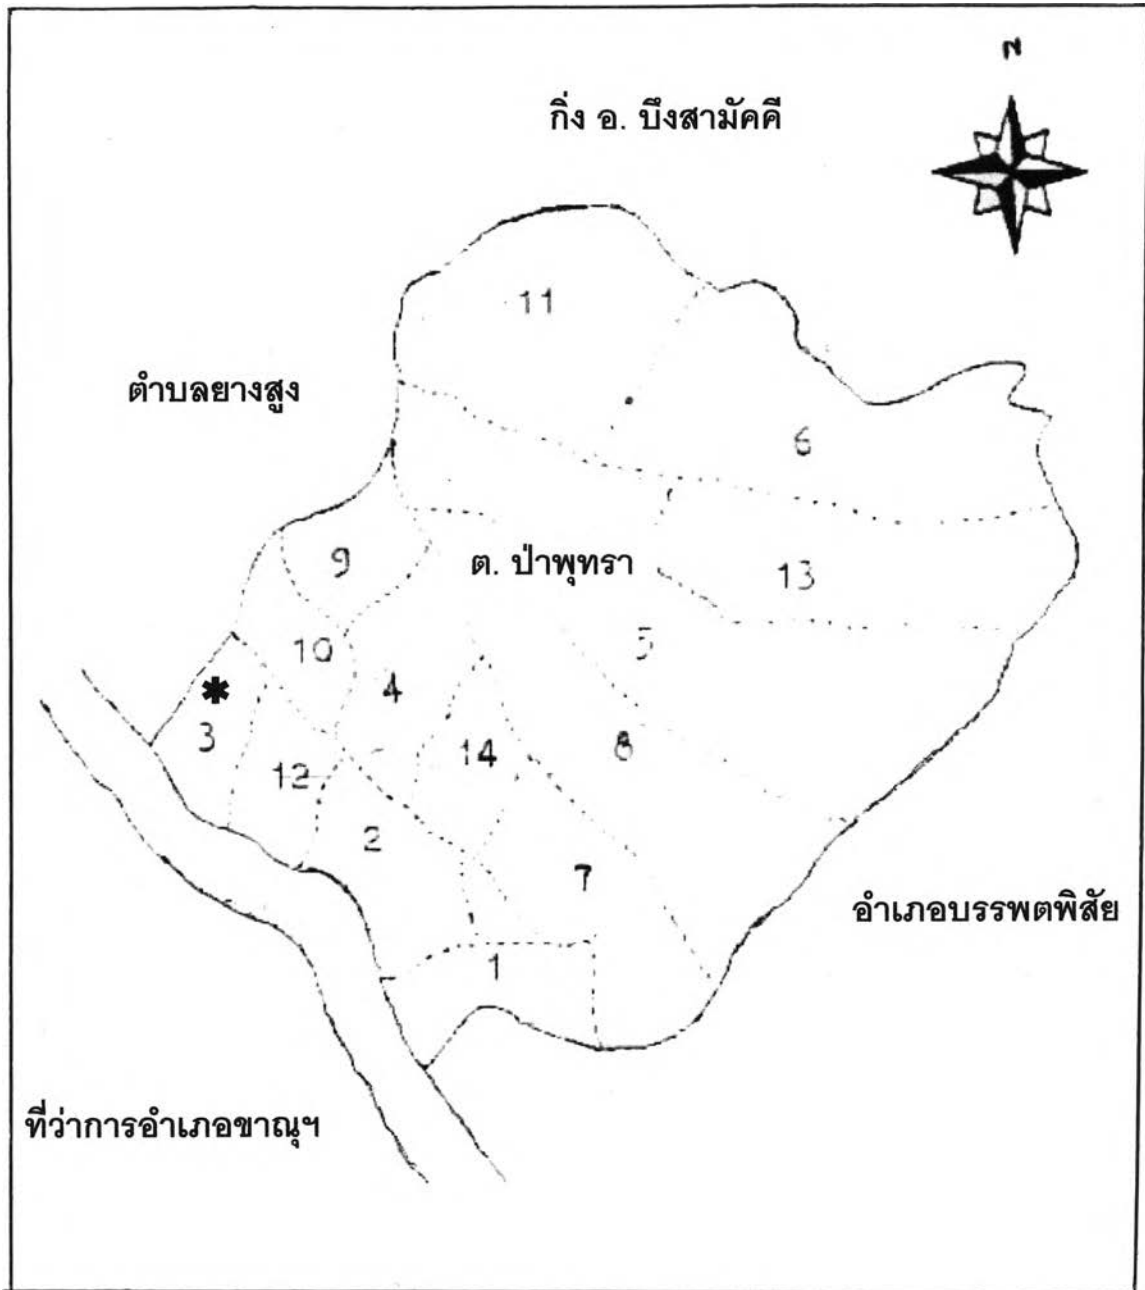 N
กิ่ง อ. บึงสามัคคี
11
ตำบลยางสูง
6
9
ต. ป่าพุทรา
13
10
5
4
*
3
12
14
8
2
7
อำเภอบรรพตพิสัย
1
ที่ว่าการอำเภอขาณุฯ